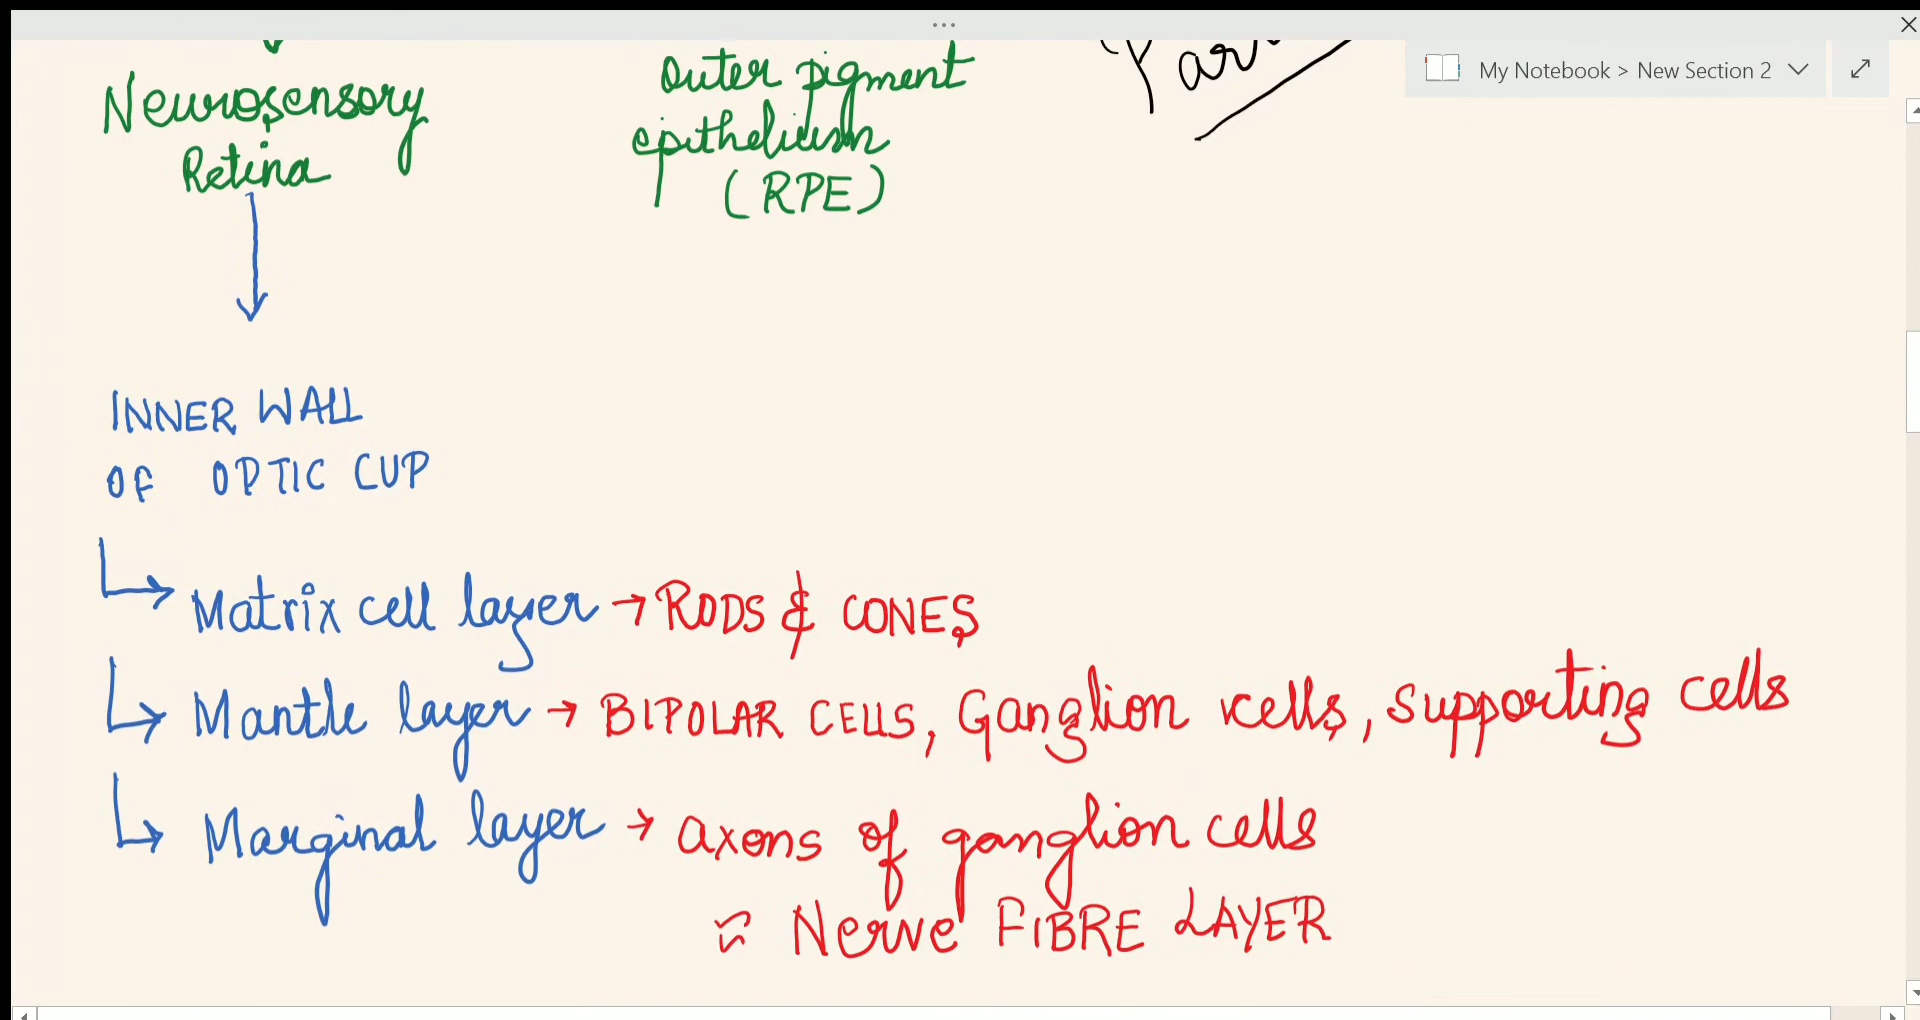 My Notebook > New Section 2
Neurosensory
Retina
Outer pigment
epithelium
(RPE)
INNER WALL
OF OPTIC CUP
Matrix cell layer → RODS & CONES
Mantle layer → BIPOLAR CELLS, Ganglion cells, supporting cells
Marginal layer → axons of ganglion cells
Nerve FIBRE LAYER